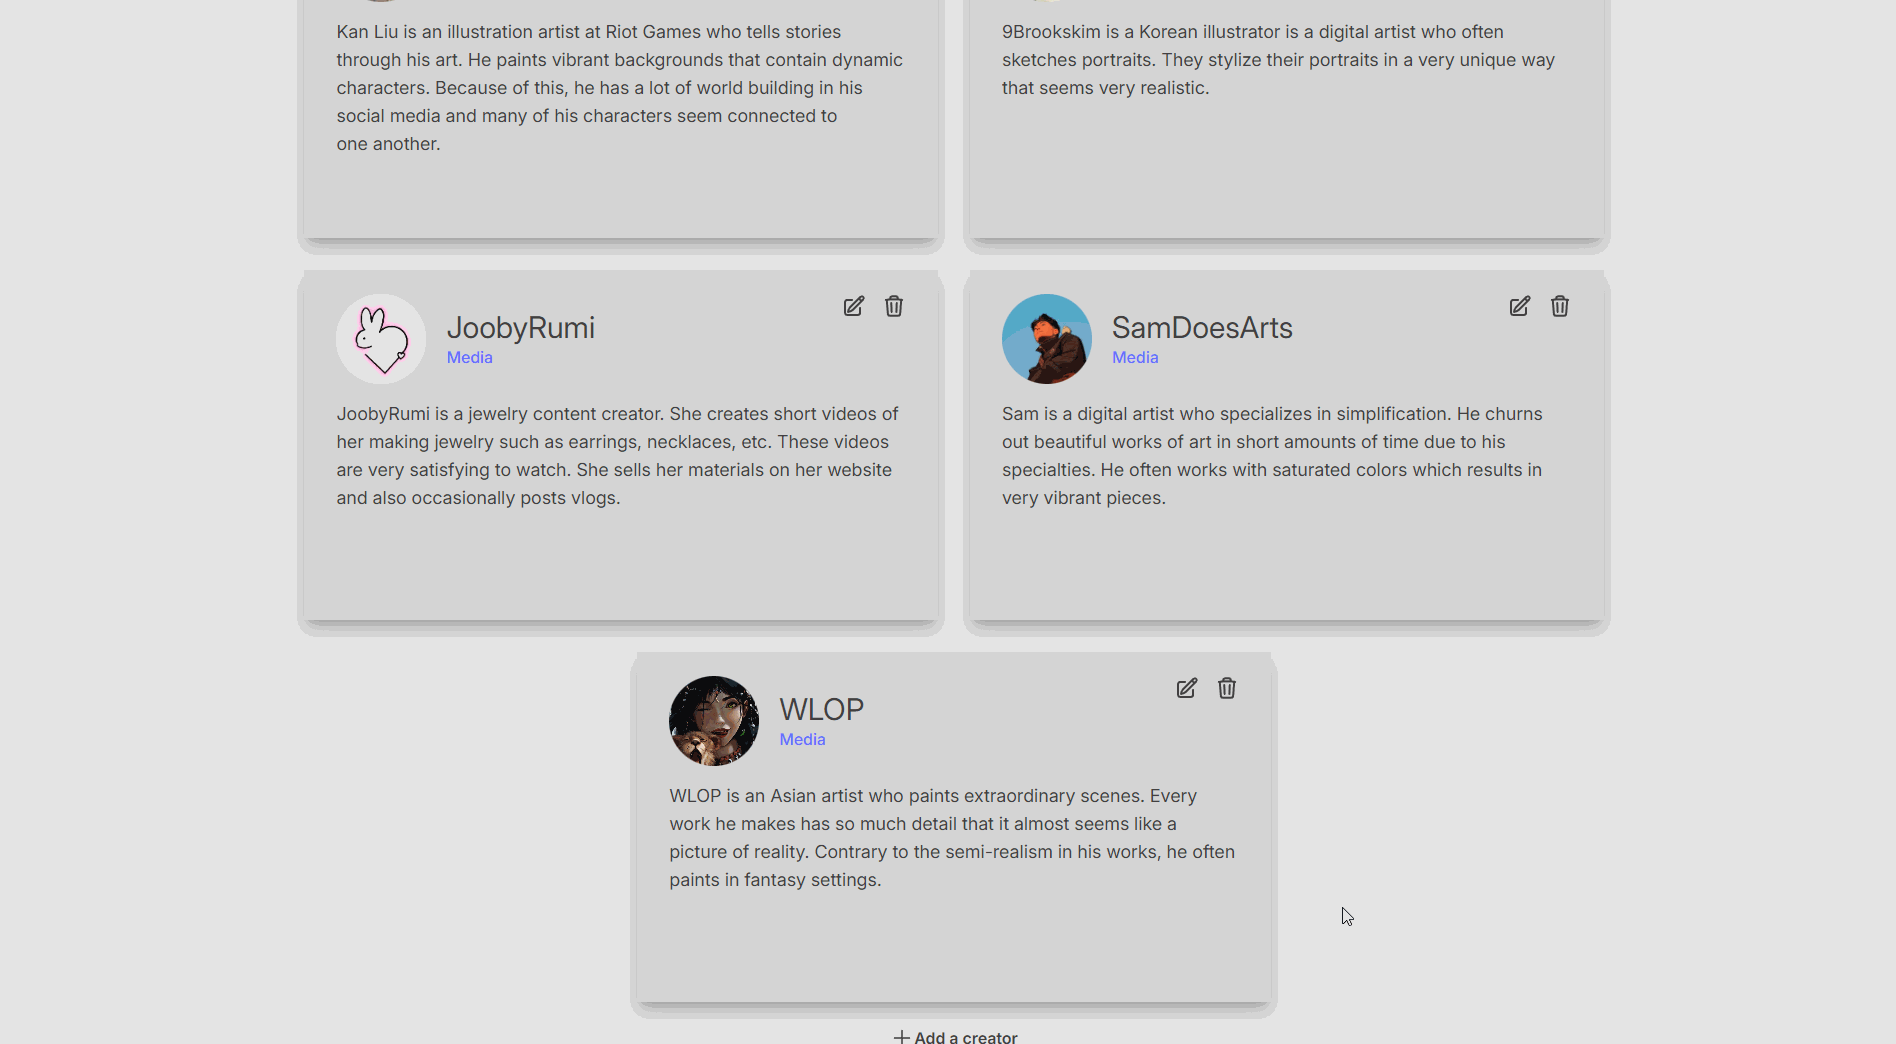 Kan Liu is an illustration artist at Riot Games who tells stories
through his art. He paints vibrant backgrounds that contain dynamic
characters. Because of this, he has a lot of world building in his
social media and many of his characters seem connected to
one another.
9Brookskim is a Korean illustrator is a digital artist who often
sketches portraits. They stylize their portraits in a very unique way
that seems very realistic.
JoobyRumi
Media
JoobyRumi is a jewelry content creator. She creates short videos of
her making jewelry such as earrings, necklaces, etc. These videos
are very satisfying to watch. She sells her materials on her website
and also occasionally posts vlogs.
SamDoesArts
Media
Sam is a digital artist who specializes in simplification. He churns
out beautiful works of art in short amounts of time due to his
specialties. He often works with saturated colors which results in
very vibrant pieces.
WLOP
Media
WLOP is an Asian artist who paints extraordinary scenes. Every
work he makes has so much detail that it almost seems like a
picture of reality. Contrary to the semi-realism in his works, he often
paints in fantasy settings.
Add a creator